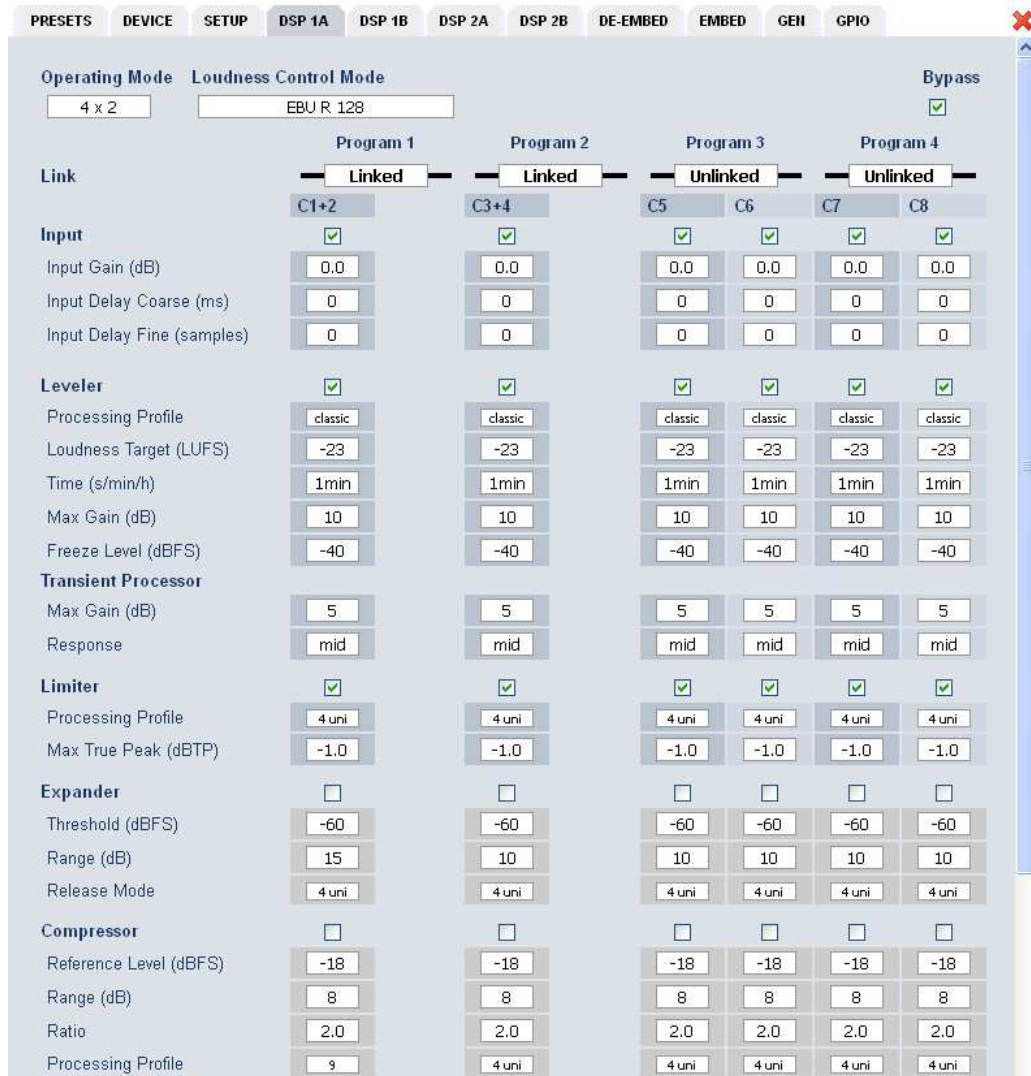 PRESETS DEVICE SETUP DSP 1A DSP 1B DSP 2A DSP 2B DE-EMBED EMBED GEN GPIO
Operating Mode Loudness Control Mode Bypass
4 x 2 EBU R 128
Program 1 Program 2 Program 3 Program 4
Link Linked Linked Unlinked Unlinked
C1+2 C3+4 C5 C6 C7 C8
Input
Input Gain (dB) 0.0 0.0 0.0 0.0 0.0 0.0
Input Delay Coarse (ms) 0 0 0 0 0 0
Input Delay Fine (samples) 0 0 0 0 0 0
Leveler
Processing Profile classic classic classic classic classic classic
Loudness Target (LUFS) -23 -23 -23 -23 -23 -23
Time (s/min/h) 1min 1min 1min 1min 1min 1min
Max Gain (dB) 10 10 10 10 10 10
Freeze Level (dBFS) -40 -40 -40 -40 -40 -40
Transient Processor
Max Gain (dB) 5 5 5 5 5 5
Response mid mid mid mid mid mid
Limiter
Processing Profile 4 uni 4 uni 4 uni 4 uni 4 uni 4 uni
Max True Peak (dBTP) -1.0 -1.0 -1.0 -1.0 -1.0 -1.0
Expander
Threshold (dBFS) -60 -60 -60 -60 -60 -60
Range (dB) 15 10 10 10 10 10
Release Mode 4 uni 4 uni 4 uni 4 uni 4 uni 4 uni
Compressor
Reference Level (dBFS) -18 -18 -18 -18 -18 -18
Range (dB) 8 8 8 8 8 8
Ratio 2.0 2.0 2.0 2.0 2.0 2.0
Processing Profile 9 4 uni 4 uni 4 uni 4 uni 4 uni